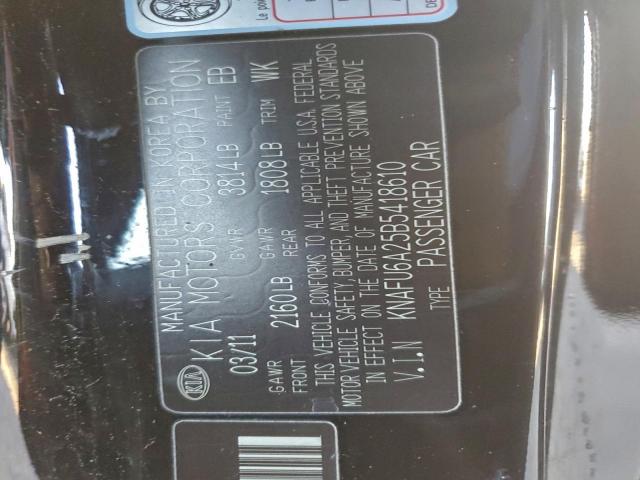 MANUFACTURED IN KOREA BY
KIA MOTORS CORPORATION
KIA
03/11 GVWR 3814LB PAINT EB
GAWR FRONT 2160LB GAWR REAR 1808LB TRIM WK
THIS VEHICLE CONFORMS TO ALL APPLICABLE U.S.A. FEDERAL
MOTOR VEHICLE SAFETY, BUMPER, AND THEFT PREVENTION STANDARDS
IN EFFECT ON THE DATE OF MANUFACTURE SHOWN ABOVE
V.I.N KNAFU6A25B5418610
TYPE PASSENGER CAR